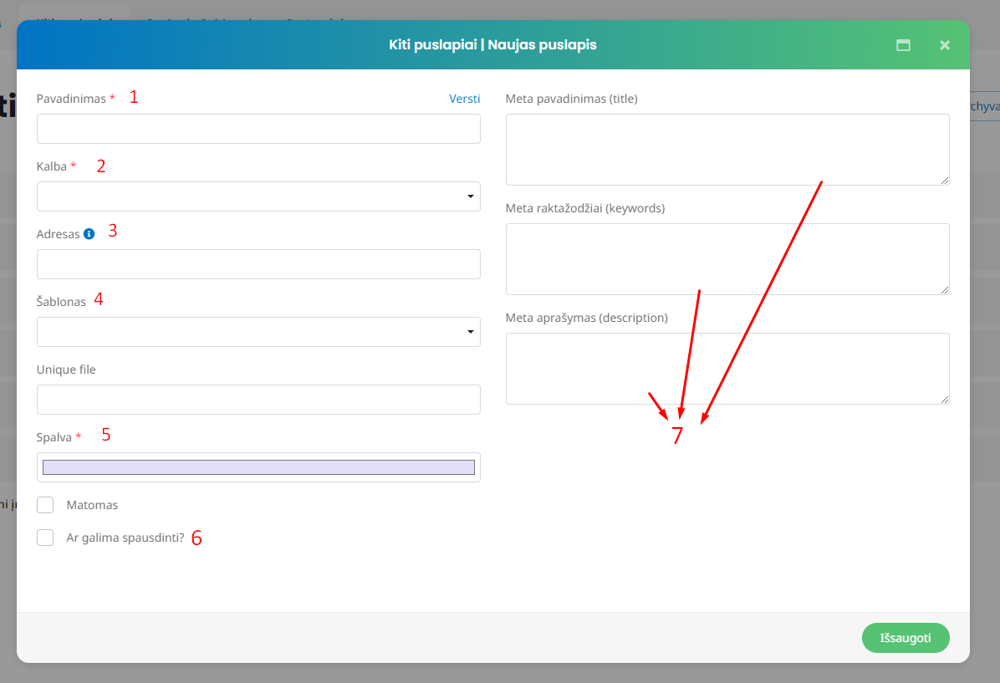 Kiti puslapiai | Naujas puslapis
Pavadinimas * 1 Versti
Kalba * 2
Adresas 3
Šablonas 4
Unique file
Spalva * 5
Matomas
Ar galima spausdinti? 6
Meta pavadinimas (title)
Meta raktažodžiai (keywords)
Meta aprašymas (description)
7
Išsaugoti